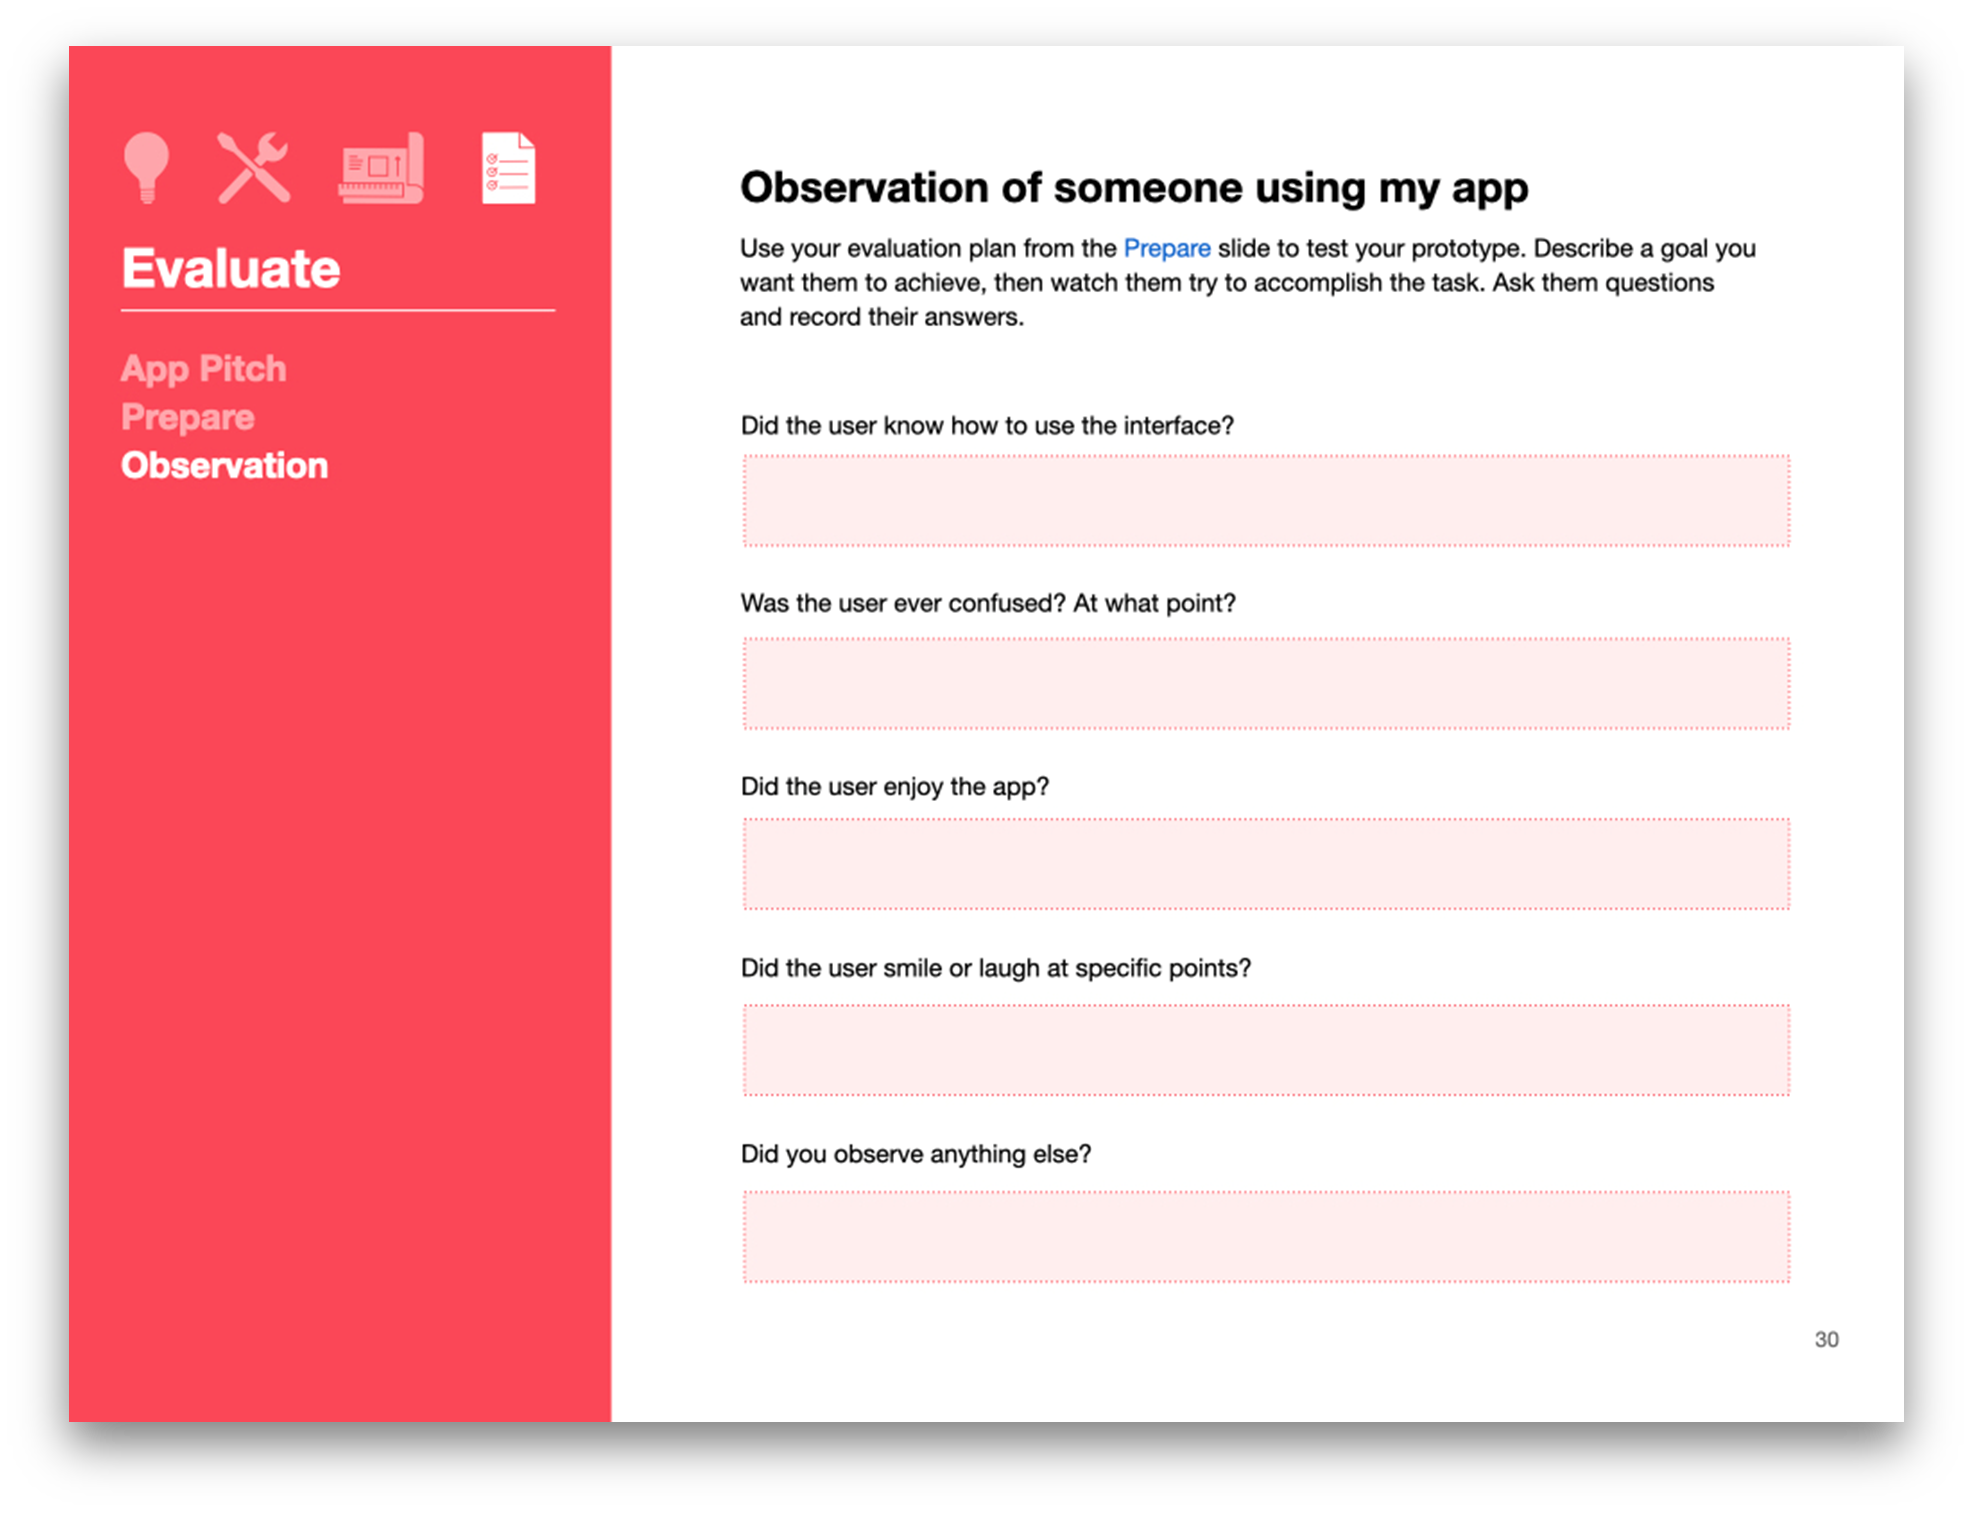 Evaluate
App Pitch
Prepare
Observation
Observation of someone using my app
Use your evaluation plan from the Prepare slide to test your prototype. Describe a goal you
want them to achieve, then watch them try to accomplish the task. Ask them questions
and record their answers.
Did the user know how to use the interface?
Was the user ever confused? At what point?
Did the user enjoy the app?
Did the user smile or laugh at specific points?
Did you observe anything else?
30